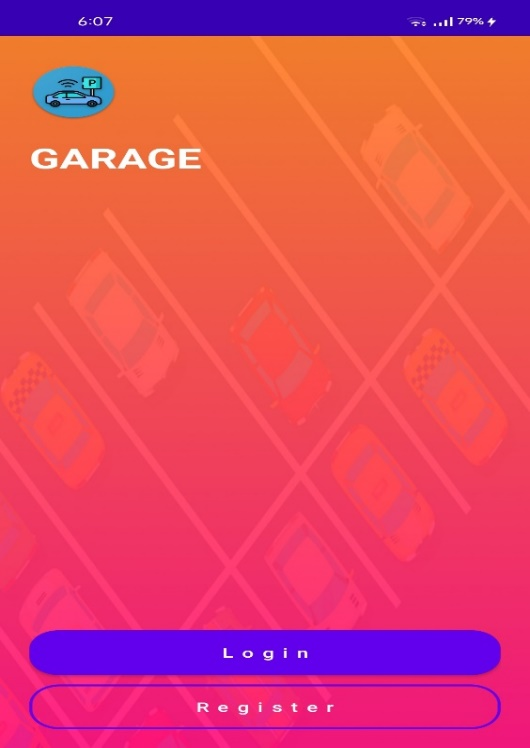 6:07
79%
P
GARAGE
Login
Register